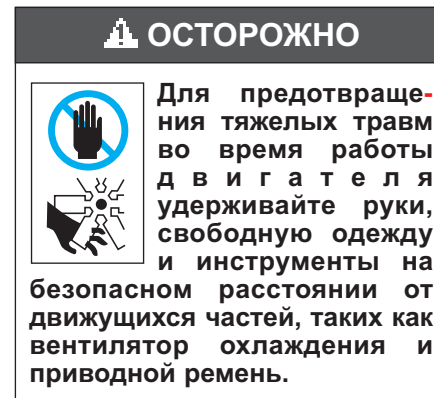 ОСТОРОЖНО
Для предотвраще-
ния тяжелых травм
во время работы
двигателя
удерживайте руки,
свободную одежду
и инструменты на
безопасном расстоянии от
движущихся частей, таких как
вентилятор охлаждения и
приводной ремень.